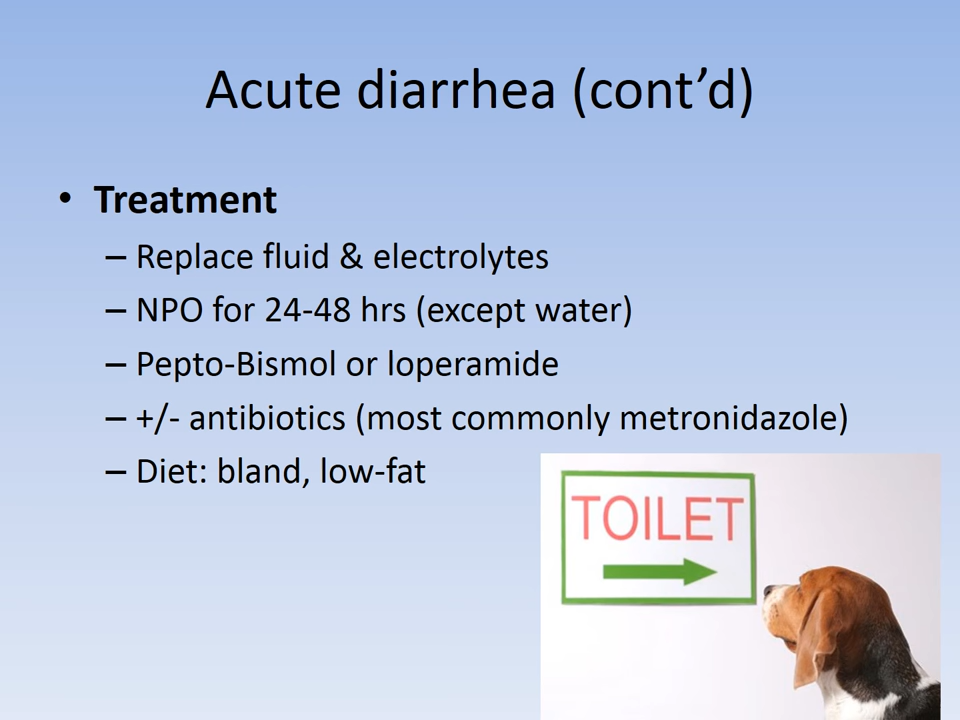 Acute diarrhea (cont’d)
• Treatment
– Replace fluid & electrolytes
– NPO for 24-48 hrs (except water)
– Pepto-Bismol or loperamide
– +/- antibiotics (most commonly metronidazole)
– Diet: bland, low-fat
TOILET